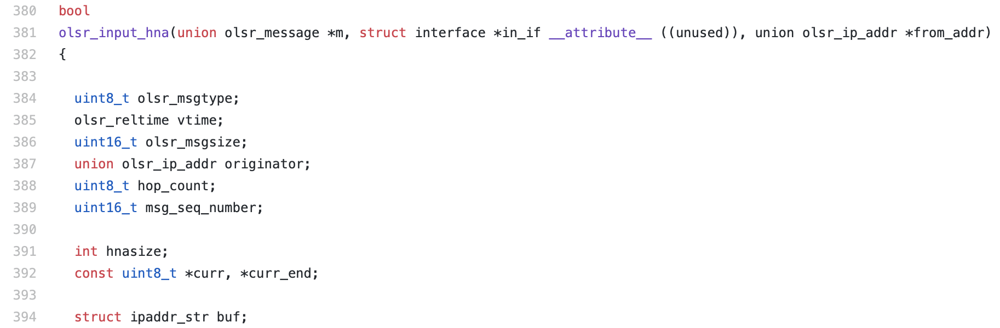 380 bool
381 olsr_input_hna(union olsr_message *m, struct interface *in_if __attribute__ ((unused)), union olsr_ip_addr *from_addr)
382 {
383
384   uint8_t olsr_msgtype;
385   olsr_reltime vtime;
386   uint16_t olsr_msgsize;
387   union olsr_ip_addr originator;
388   uint8_t hop_count;
389   uint16_t msg_seq_number;
390
391   int hnasize;
392   const uint8_t *curr, *curr_end;
393
394   struct ipaddr_str buf;